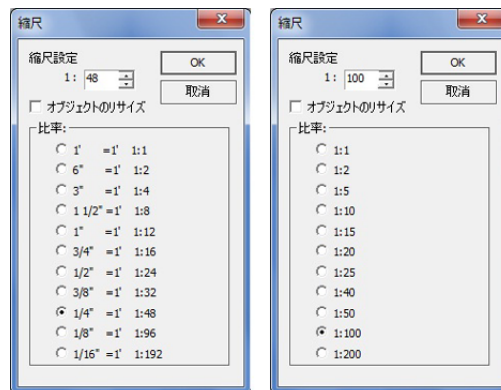 縮尺
縮尺設定
1: 48
OK
取消
オブジェクトのリサイズ
比率:
1' =1' 1:1
6" =1' 1:2
3" =1' 1:4
1 1/2" =1' 1:8
1" =1' 1:12
3/4" =1' 1:16
1/2" =1' 1:24
3/8" =1' 1:32
1/4" =1' 1:48
1/8" =1' 1:96
1/16" =1' 1:192
縮尺
縮尺設定
1: 100
OK
取消
オブジェクトのリサイズ
比率:
1:1
1:2
1:5
1:10
1:15
1:20
1:25
1:40
1:50
1:100
1:200